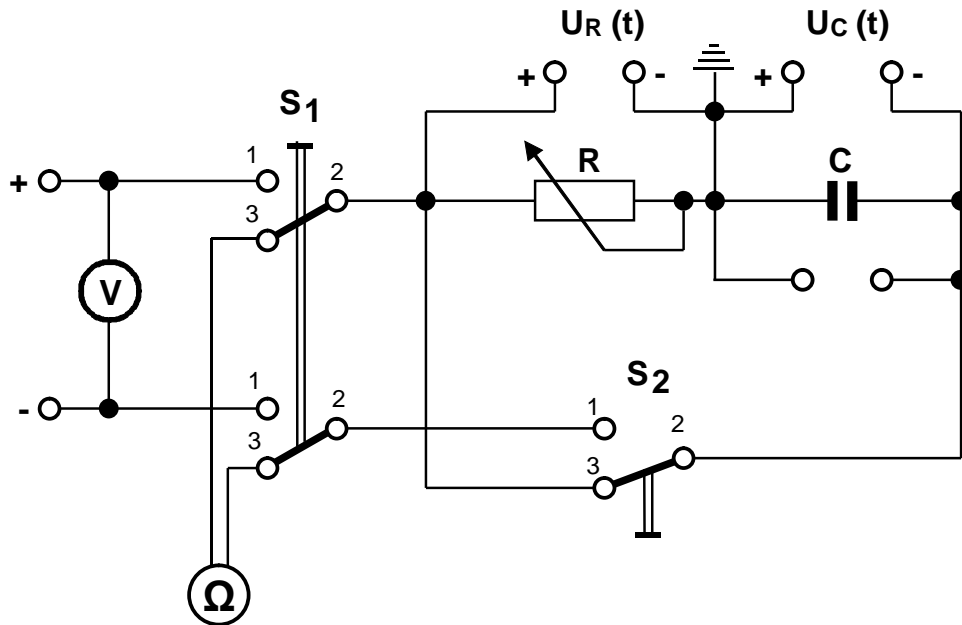 UR (t) UC (t)
+ - + -
S1
R C
1 2
+
3
V
1 2
-
3
S2
1 2
3
Ω